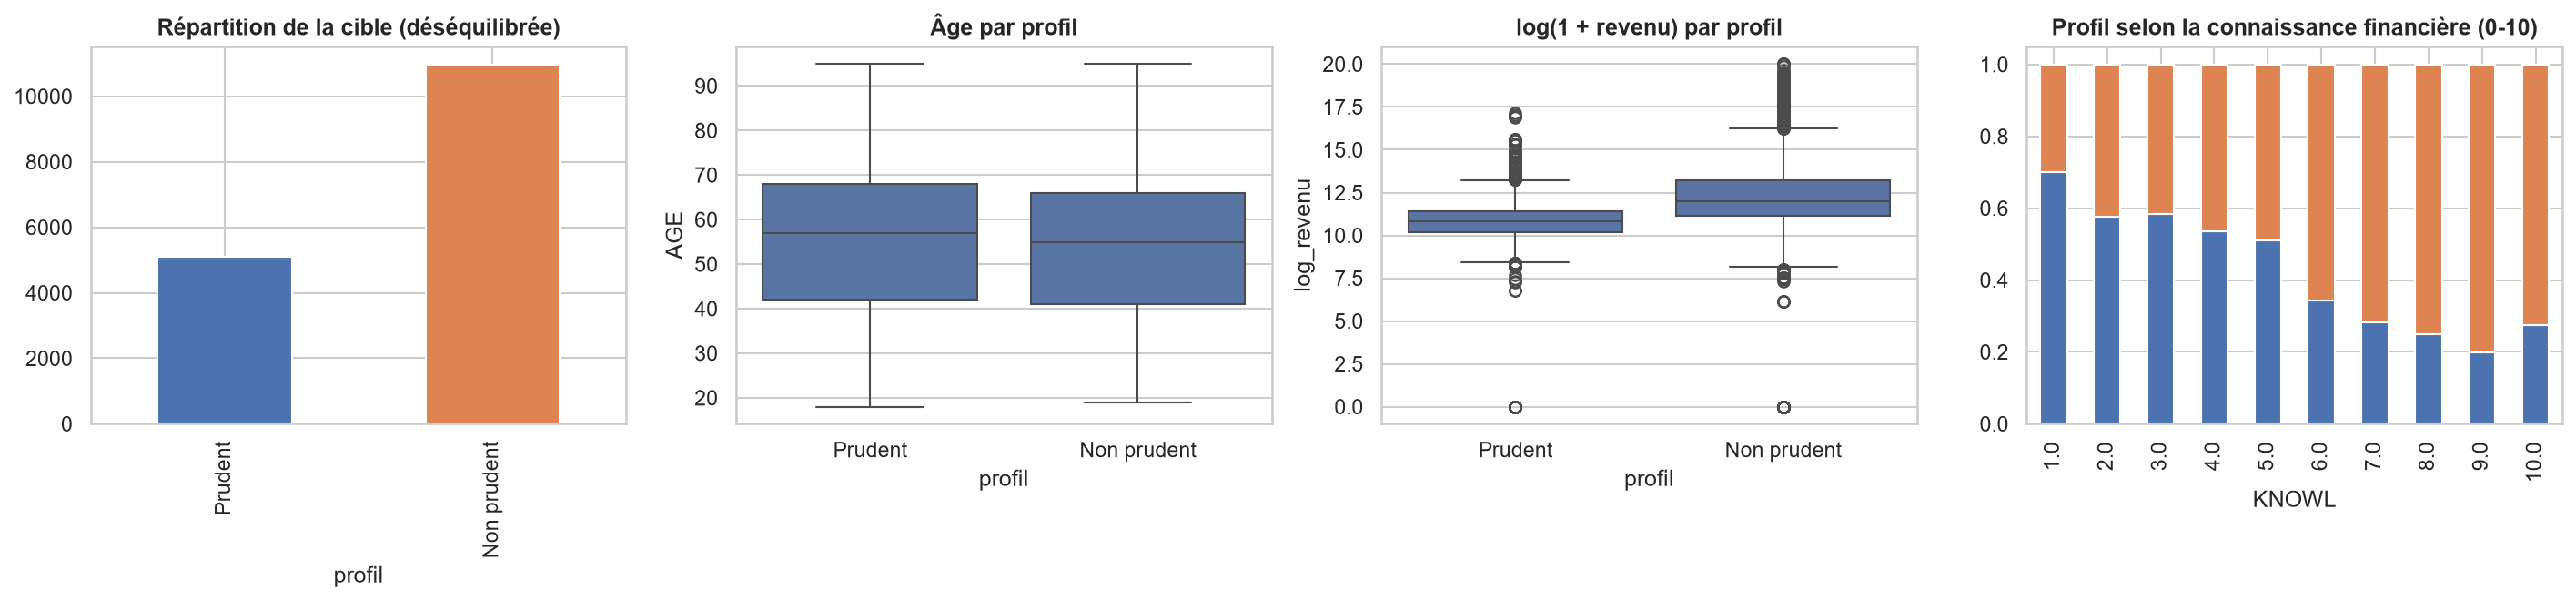 Répartition de la cible (déséquilibrée)
10000
8000
6000
4000
2000
0
Prudent
Non prudent
profil
Âge par profil
AGE
90
80
70
60
50
40
30
20
Prudent
Non prudent
profil
log(1 + revenu) par profil
log_revenu
20.0
17.5
15.0
12.5
10.0
7.5
5.0
2.5
0.0
Prudent
Non prudent
profil
Profil selon la connaissance financière (0-10)
1.0
0.8
0.6
0.4
0.2
0.0
1.0
2.0
3.0
4.0
5.0
6.0
7.0
8.0
9.0
10.0
KNOWL